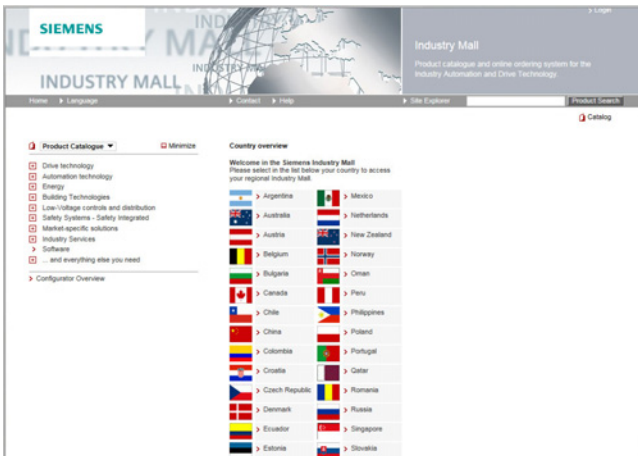 > Login
SIEMENS
INDUSTRY MALL
Industry Mall
Product catalogue and online ordering system for the
Industry Automation and Drive Technology.
Home > Language > Contact > Help > Site Explorer Product Search
Catalog
Product Catalogue Minimize
Drive technology
Automation technology
Energy
Building Technologies
Low-Voltage controls and distribution
Safety Systems - Safety Integrated
Market-specific solutions
Industry Services
> Software
... and everything else you need
> Configurator Overview
Country overview
Welcome in the Siemens Industry Mall
Please select in the list below your country to access
your regional Industry Mall.
> Argentina > Mexico
> Australia > Netherlands
> Austria > New Zealand
> Belgium > Norway
> Bulgaria > Oman
> Canada > Peru
> Chile > Philippines
> China > Poland
> Colombia > Portugal
> Croatia > Qatar
> Czech Republic > Romania
> Denmark > Russia
> Ecuador > Singapore
> Estonia > Slovakia